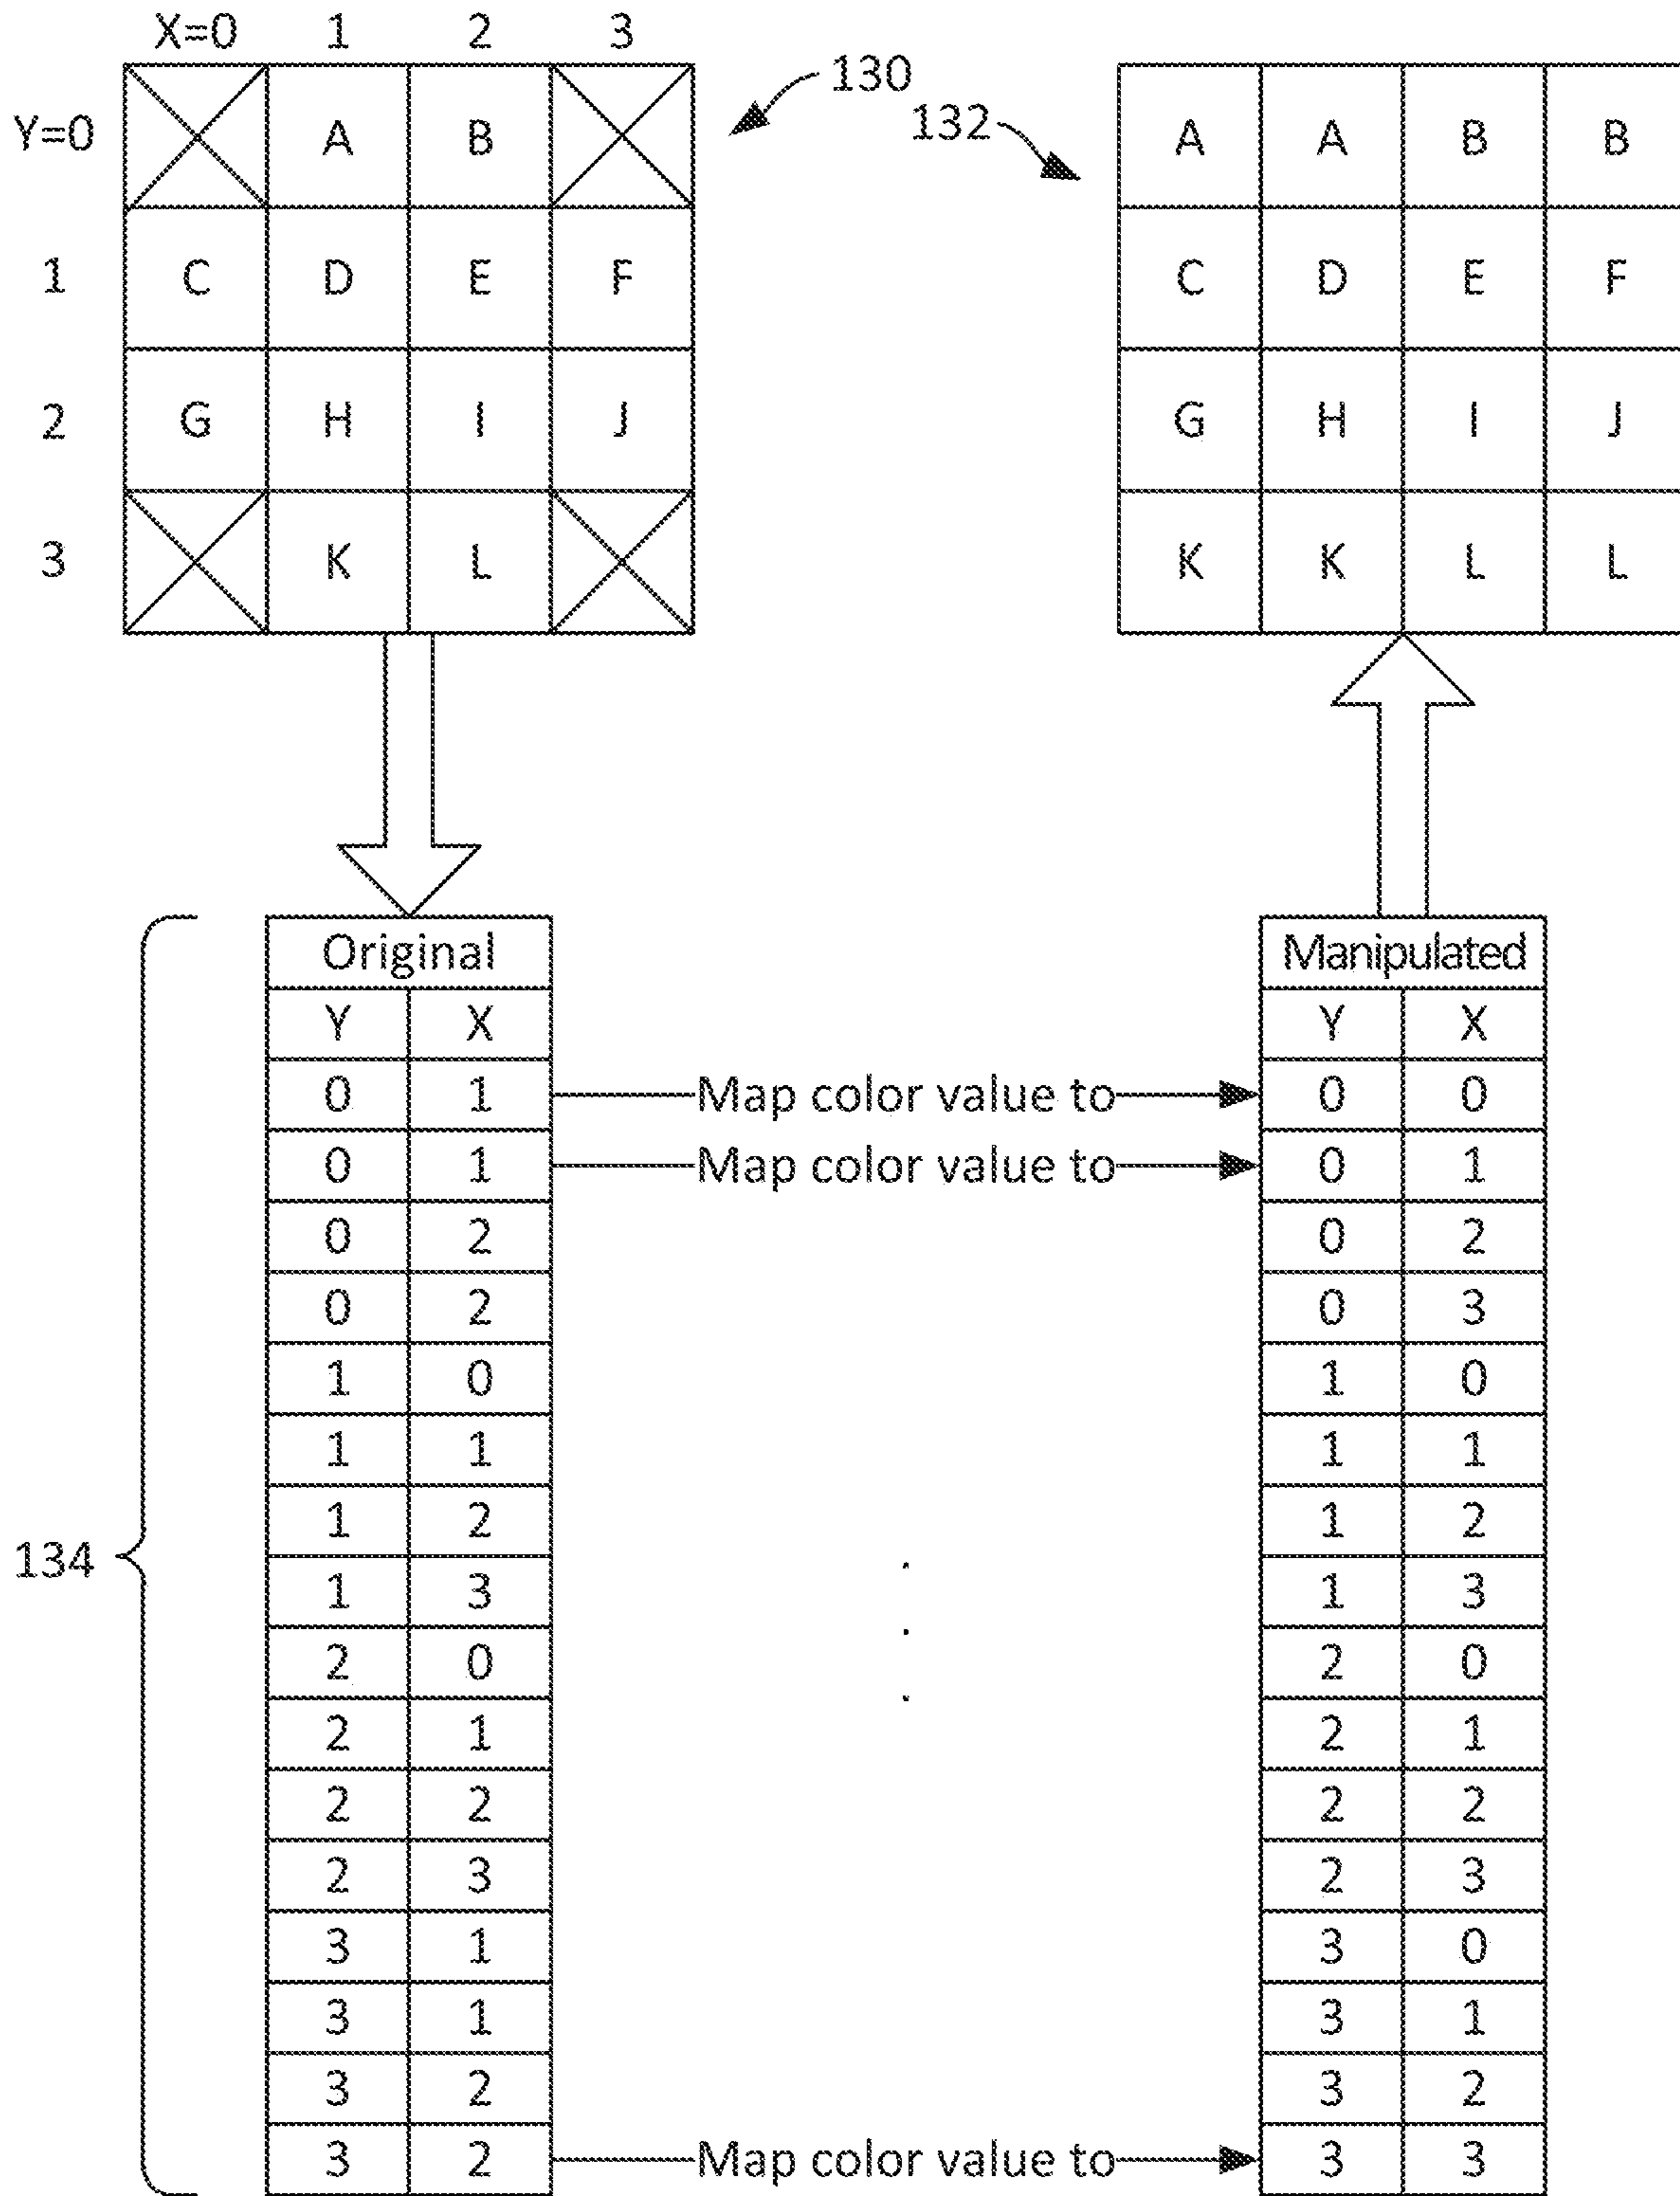 X=0 1 2 3
130
132
Y=0 A B
A A B B
1 C D E F
C D E F
2 G H I J
G H I J
3 K L
K K L L
Original
Manipulated
Y X
Y X
0 1 Map color value to 0 0
0 1 Map color value to 0 1
0 2 0 2
0 2 0 3
1 0 1 0
1 1 1 1
1 2 1 2
134
1 3 1 3
2 0 2 0
2 1 2 1
2 2 2 2
2 3 2 3
3 1 3 0
3 1 3 1
3 2 3 2
3 2 Map color value to 3 3